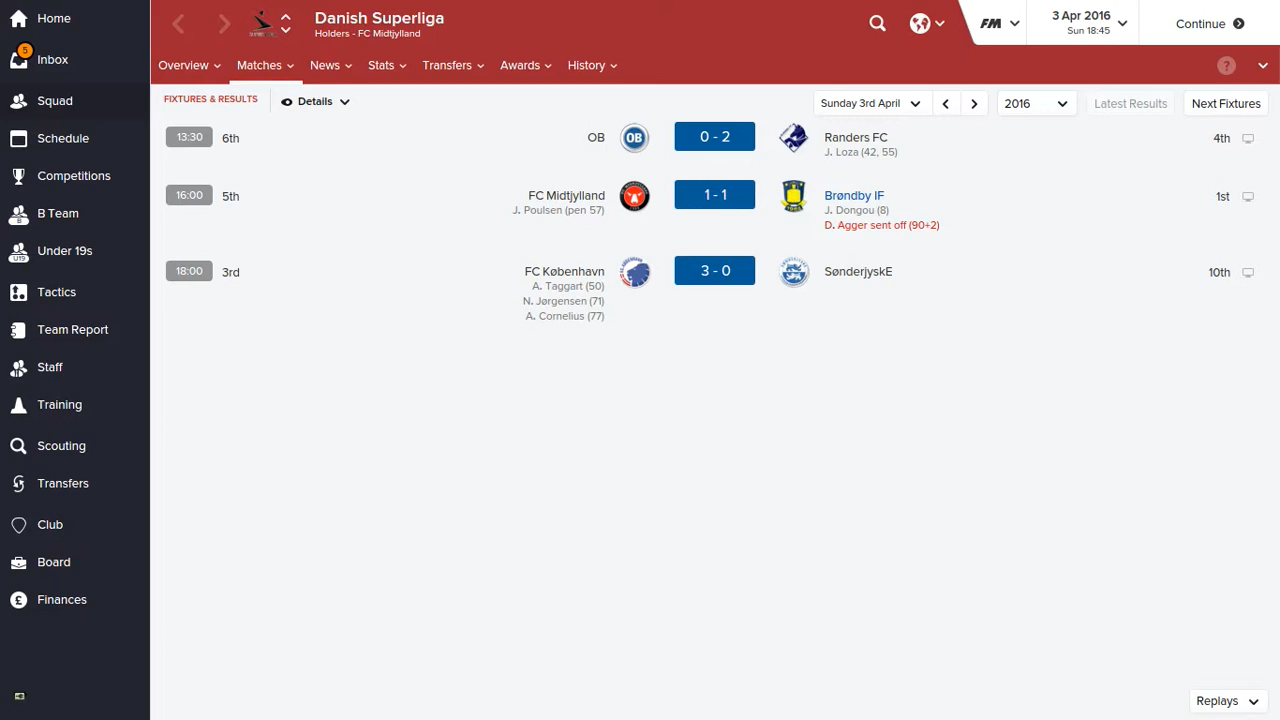 Home
5
Inbox
Squad
Schedule
Competitions
B Team
Under 19s
Tactics
Team Report
Staff
Training
Scouting
Transfers
Club
Board
Finances
Danish Superliga
Holders - FC Midtjylland
FM
3 Apr 2016
Sun 18:45
Continue
Overview
Matches
News
Stats
Transfers
Awards
History
?
FIXTURES & RESULTS
Details
Sunday 3rd April
2016
Latest Results
Next Fixtures
13:30 6th OB OB 0 - 2 Randers FC 4th
J. Loza (42, 55)
16:00 5th FC Midtjylland 1 - 1 Brøndby IF 1st
J. Poulsen (pen 57) J. Dongou (8)
D. Agger sent off (90+2)
18:00 3rd FC København 3 - 0 SønderjyskE 10th
A. Taggart (50)
N. Jørgensen (71)
A. Cornelius (77)
Replays